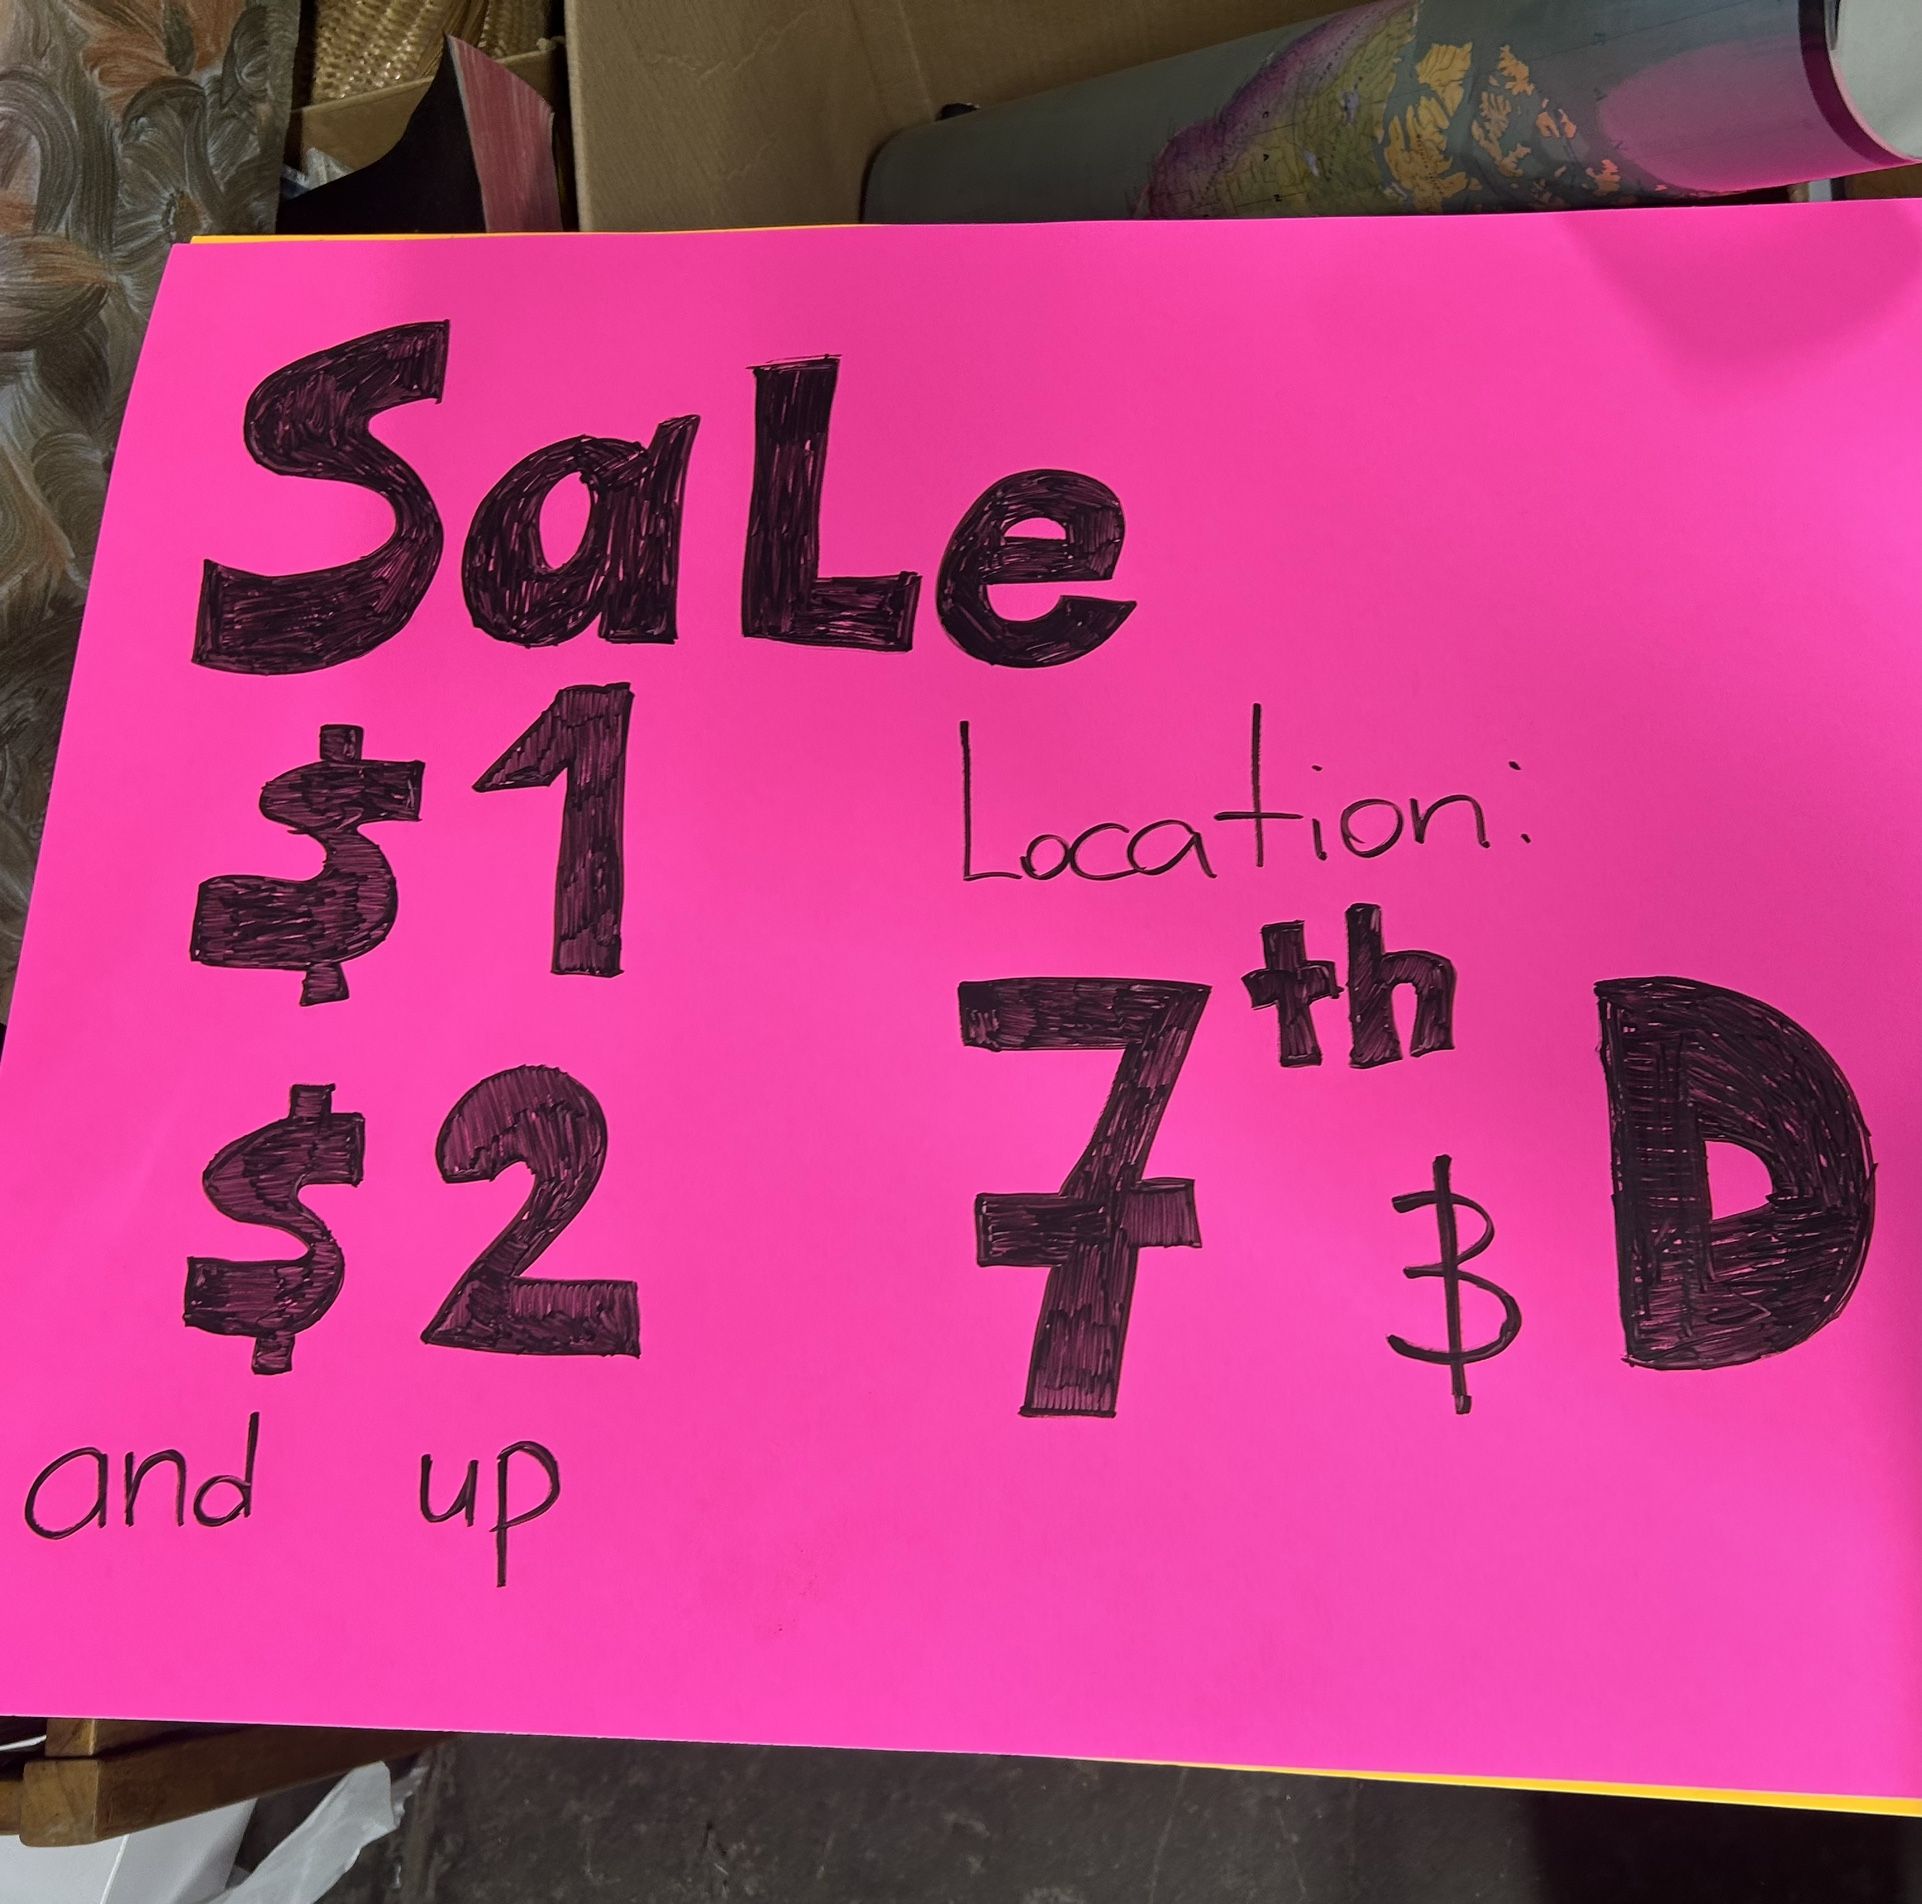 SaLe
$1
$2
and up
Location:
7th & D